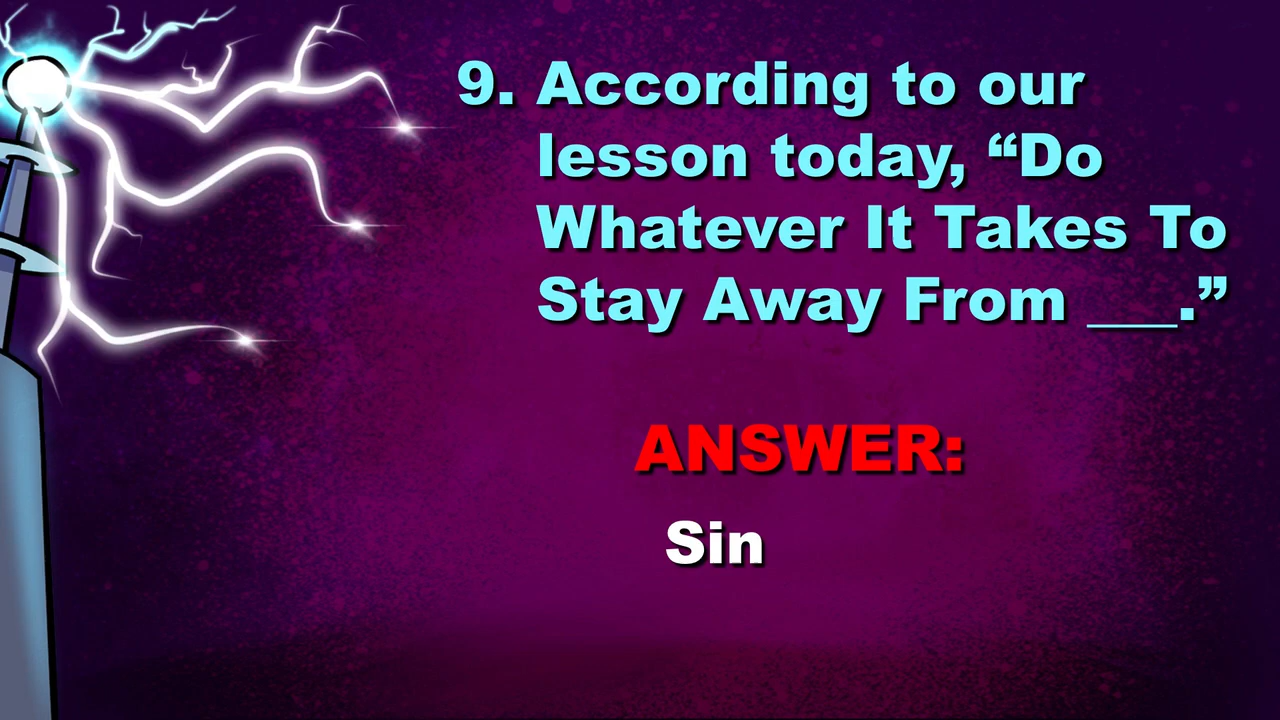 9. According to our
lesson today, “Do
Whatever It Takes To
Stay Away From ___.”
ANSWER:
Sin